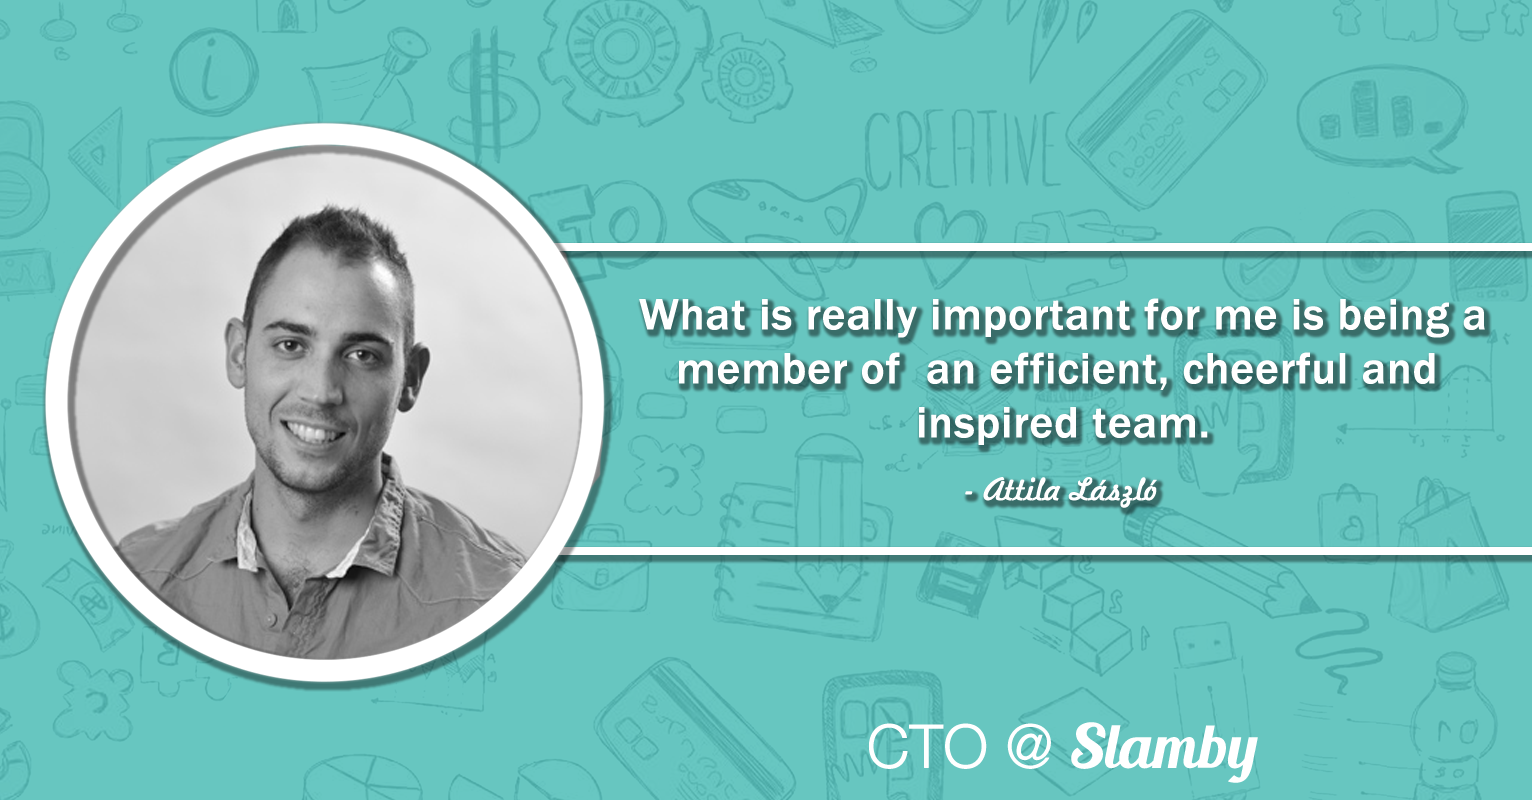 CREATIVE
What is really important for me is being a
member of an efficient, cheerful and
inspired team.
- Attila László
CTO @ Slamby